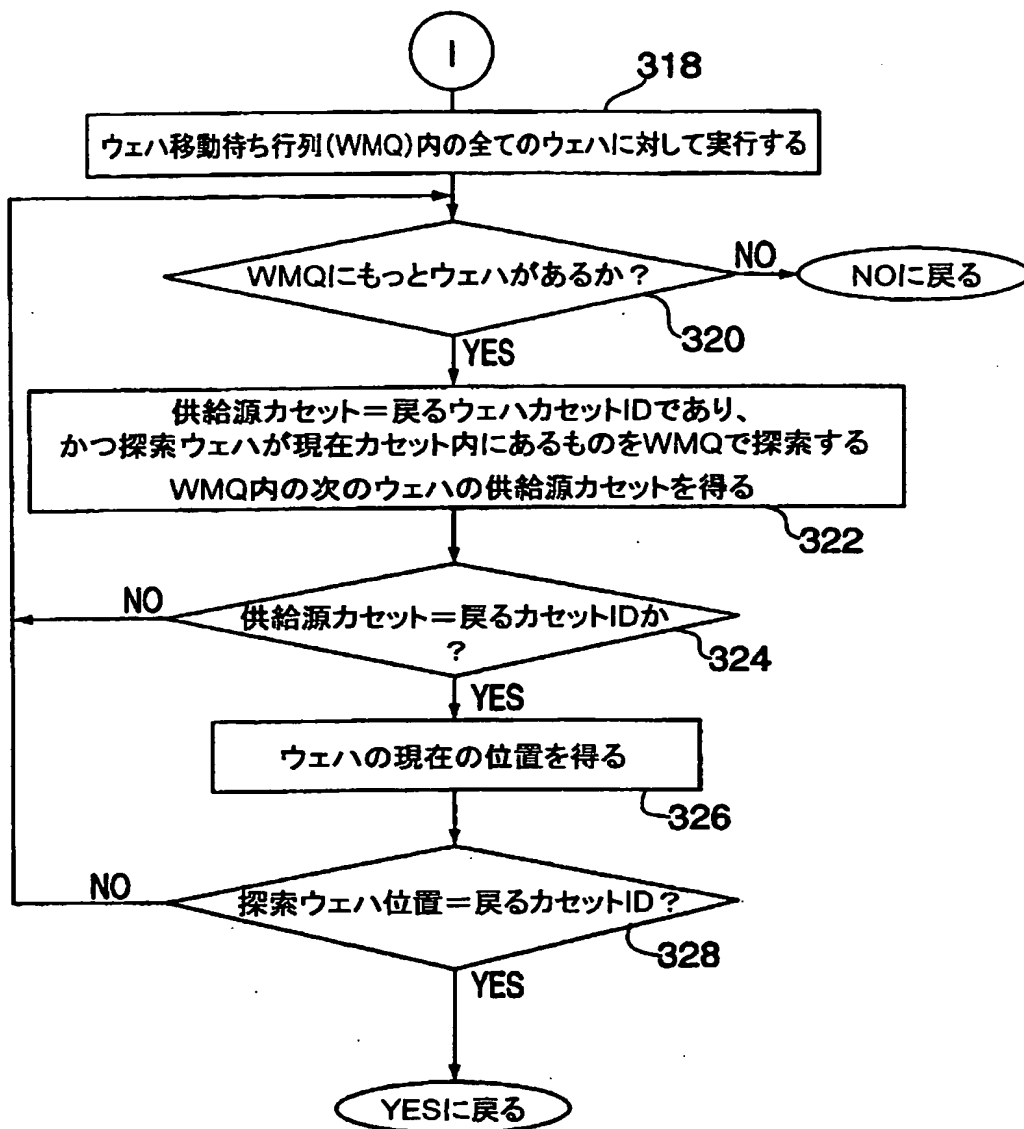 I
318
ウェハ移動待ち行列(WMQ)内の全てのウェハに対して実行する
WMQにもっとウェハがあるか?
NO
NOに戻る
320
YES
供給源カセット=戻るウェハカセットIDであり、
かつ探索ウェハが現在カセット内にあるものをWMQで探索する
WMQ内の次のウェハの供給源カセットを得る
322
NO
供給源カセット=戻るカセットIDか
?
324
YES
ウェハの現在の位置を得る
326
NO
探索ウェハ位置=戻るカセットID?
328
YES
YESに戻る